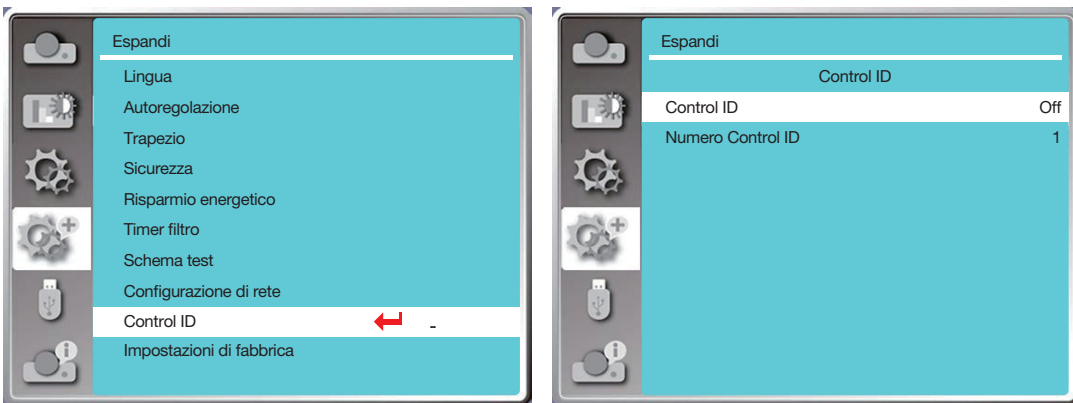 Espandi
Lingua
Autoregolazione
Trapezio
Sicurezza
Risparmio energetico
Timer filtro
Schema test
Configurazione di rete
Control ID -
Impostazioni di fabbrica
Espandi
Control ID
Control ID Off
Numero Control ID 1